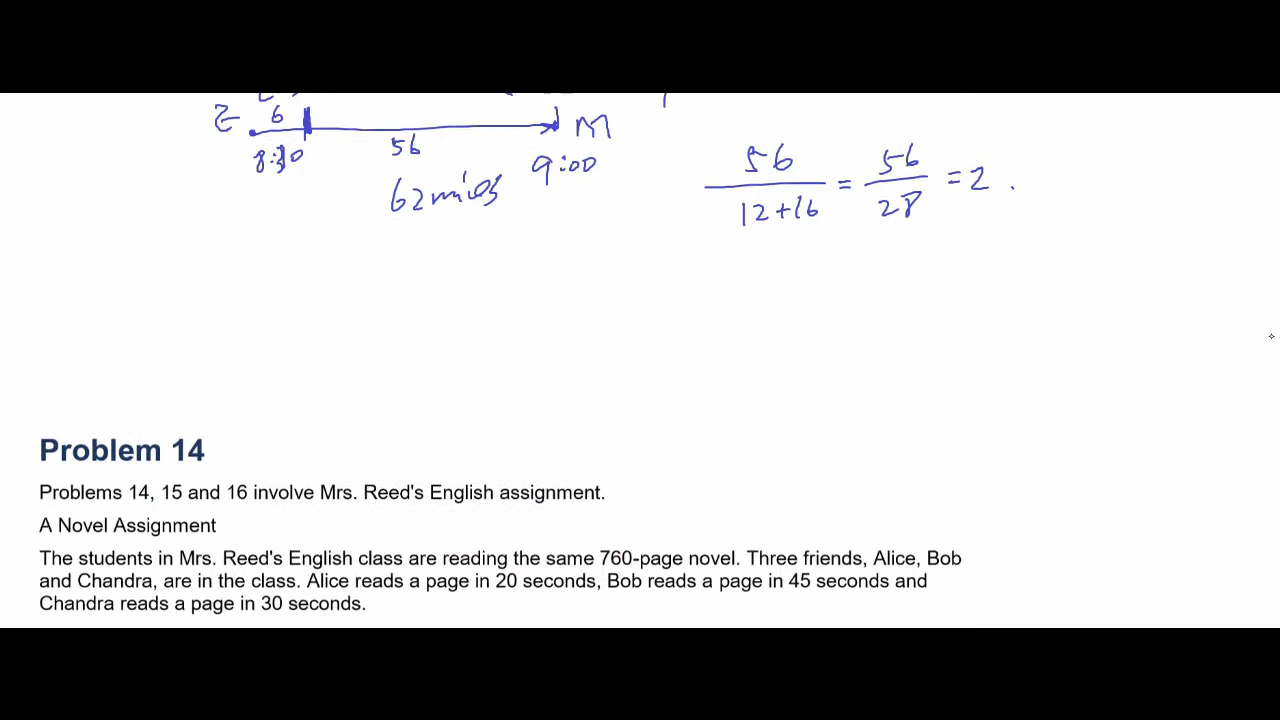 E 6 M
8:30 56 9:00
62 miles
56 / 12+16 = 56 / 28 = 2 .
Problem 14
Problems 14, 15 and 16 involve Mrs. Reed's English assignment.
A Novel Assignment
The students in Mrs. Reed's English class are reading the same 760-page novel. Three friends, Alice, Bob
and Chandra, are in the class. Alice reads a page in 20 seconds, Bob reads a page in 45 seconds and
Chandra reads a page in 30 seconds.